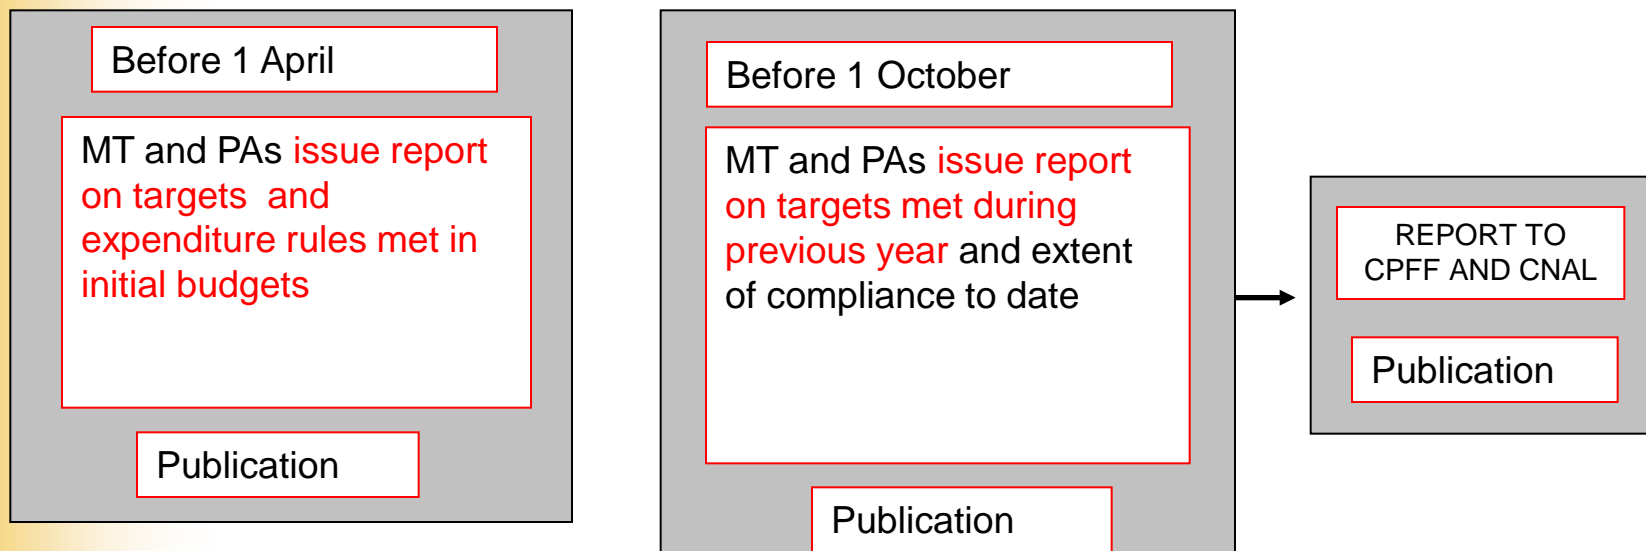 Before 1 April
MT and PAs issue report
on targets and
expenditure rules met in
initial budgets
Publication
Before 1 October
MT and PAs issue report
on targets met during
previous year and extent
of compliance to date
Publication
REPORT TO
CPFF AND CNAL
Publication